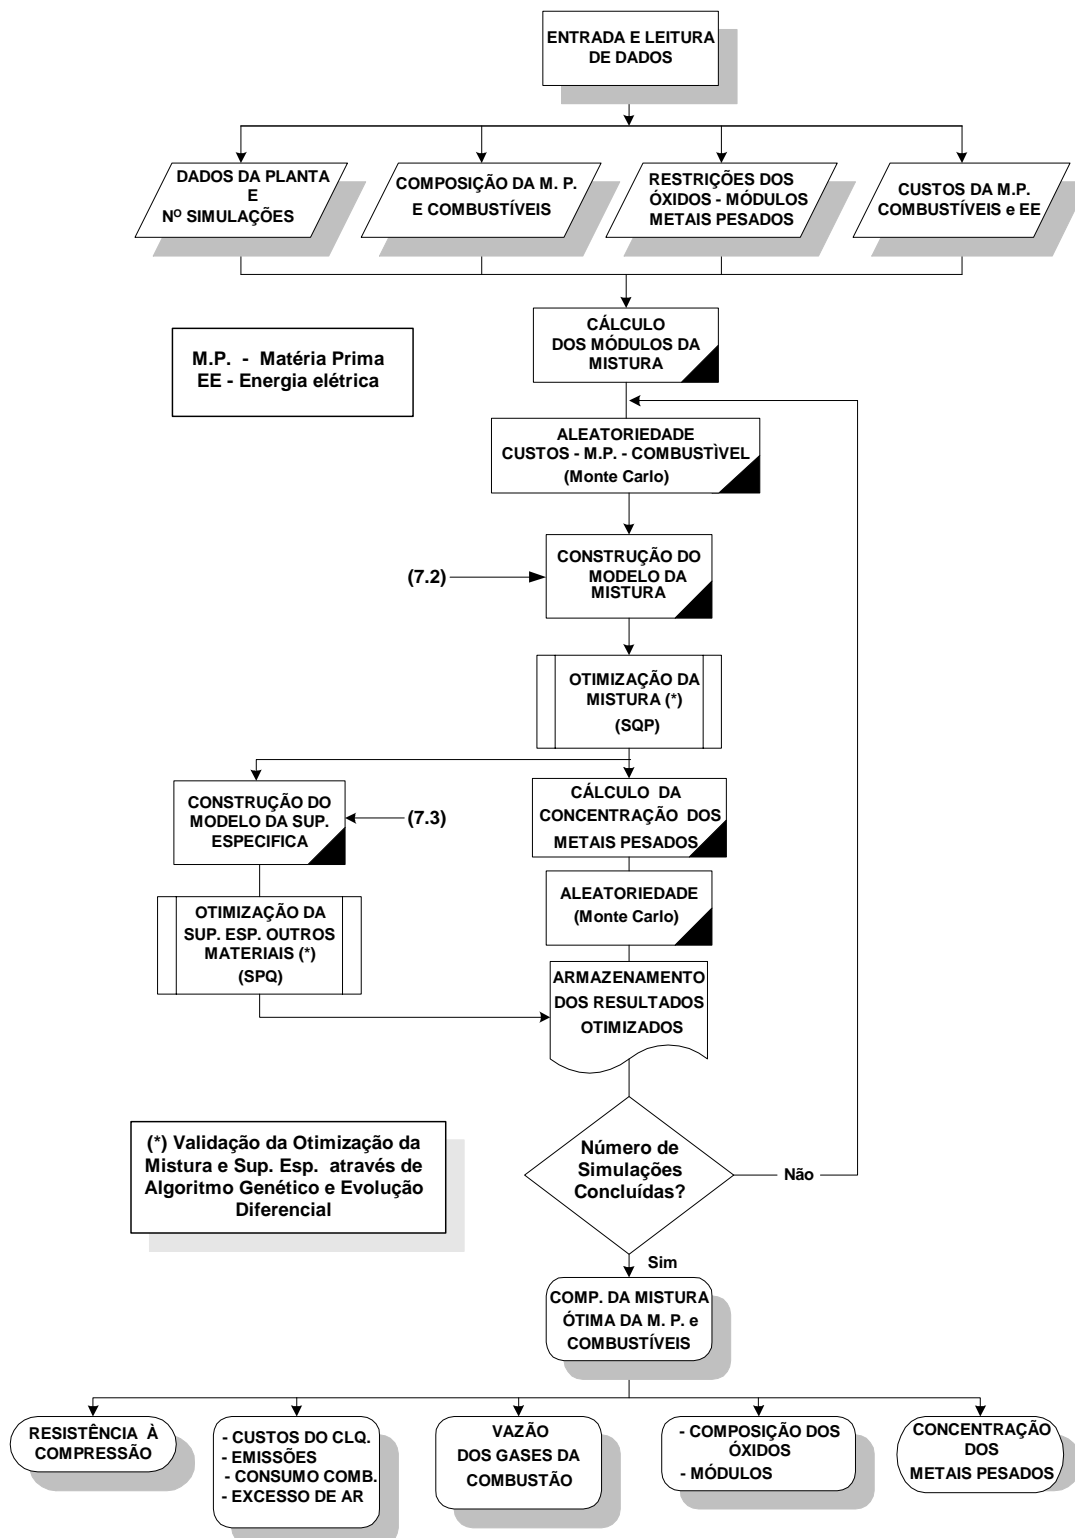 ENTRADA E LEITURA
DE DADOS
DADOS DA PLANTA
E
Nº SIMULAÇÕES
COMPOSIÇÃO DA M. P.
E COMBUSTÍVEIS
RESTRIÇÕES DOS
ÓXIDOS - MÓDULOS
METAIS PESADOS
CUSTOS DA M.P.
COMBUSTÍVEIS e EE
CÁLCULO
DOS MÓDULOS DA
MISTURA
M.P. - Matéria Prima
EE - Energia elétrica
ALEATORIEDADE
CUSTOS - M.P. - COMBUSTÌVEL
(Monte Carlo)
(7.2)
CONSTRUÇÃO DO
MODELO DA
MISTURA
OTIMIZAÇÃO DA
MISTURA (*)
(SQP)
CONSTRUÇÃO DO
MODELO DA SUP.
ESPECIFICA
(7.3)
CÁLCULO DA
CONCENTRAÇÃO DOS
METAIS PESADOS
ALEATORIEDADE
(Monte Carlo)
OTIMIZAÇÃO DA
SUP. ESP. OUTROS
MATERIAIS (*)
(SPQ)
ARMAZENAMENTO
DOS RESULTADOS
OTIMIZADOS
(*) Validação da Otimização da
Mistura e Sup. Esp. através de
Algoritmo Genético e Evolução
Diferencial
Número de
Simulações
Concluídas?
Não
Sim
COMP. DA MISTURA
ÓTIMA DA M. P. e
COMBUSTÍVEIS
RESISTÊNCIA À
COMPRESSÃO
- CUSTOS DO CLQ.
- EMISSÕES
- CONSUMO COMB.
- EXCESSO DE AR
VAZÃO
DOS GASES DA
COMBUSTÃO
- COMPOSIÇÃO DOS
ÓXIDOS
- MÓDULOS
CONCENTRAÇÃO
DOS
METAIS PESADOS